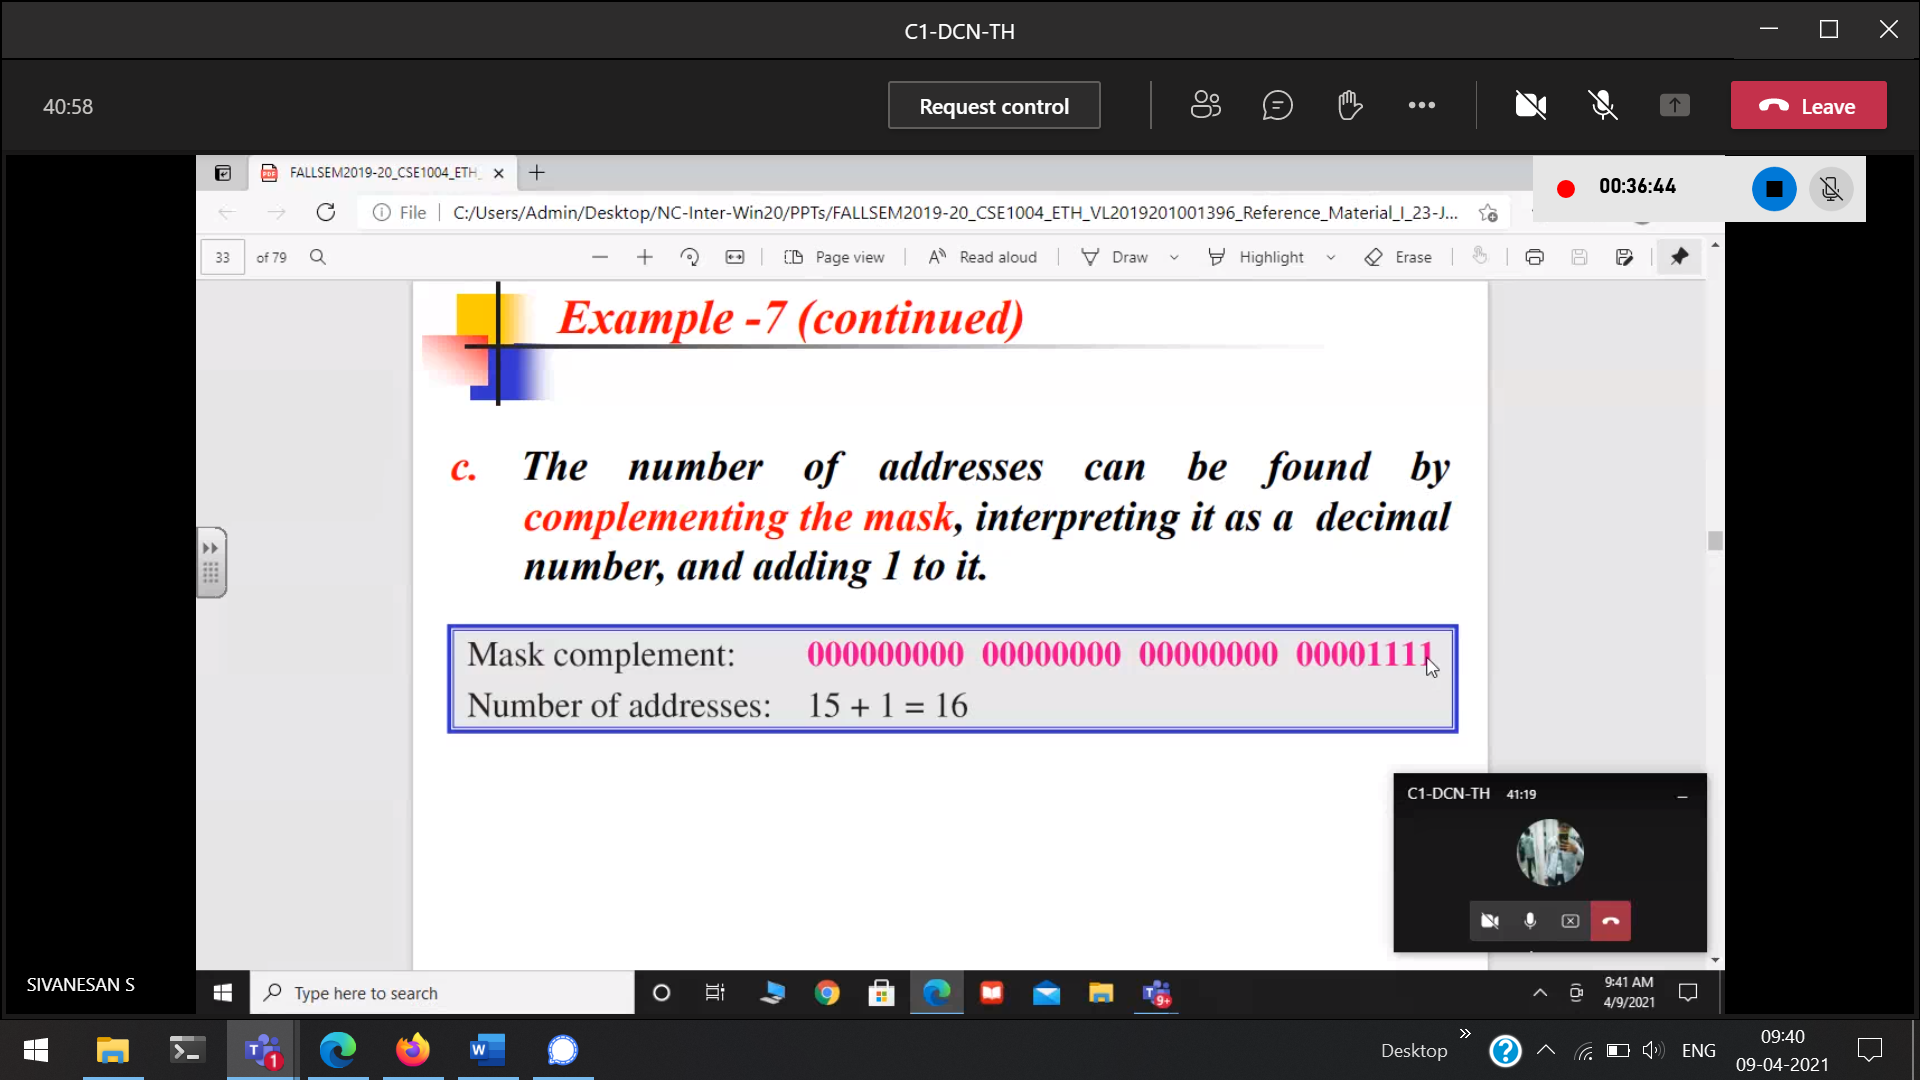 C1-DCN-TH
40:58
Request control
Leave
FALLSEM2019-20_CSE1004_ETH_
00:36:44
File
C:/Users/Admin/Desktop/NC-Inter-Win20/PPTs/FALLSEM2019-20_CSE1004_ETH_VL2019201001396_Reference_Material_I_23-J...
33 of 79
Page view
Read aloud
Draw
Highlight
Erase
Example -7 (continued)
c. The number of addresses can be found by
complementing the mask, interpreting it as a decimal
number, and adding 1 to it.
Mask complement: 000000000 00000000 00000000 00001111
Number of addresses: 15 + 1 = 16
C1-DCN-TH 41:19
SIVANESAN S
Type here to search
9+
9:41 AM
4/9/2021
1
Desktop
ENG
09:40
09-04-2021